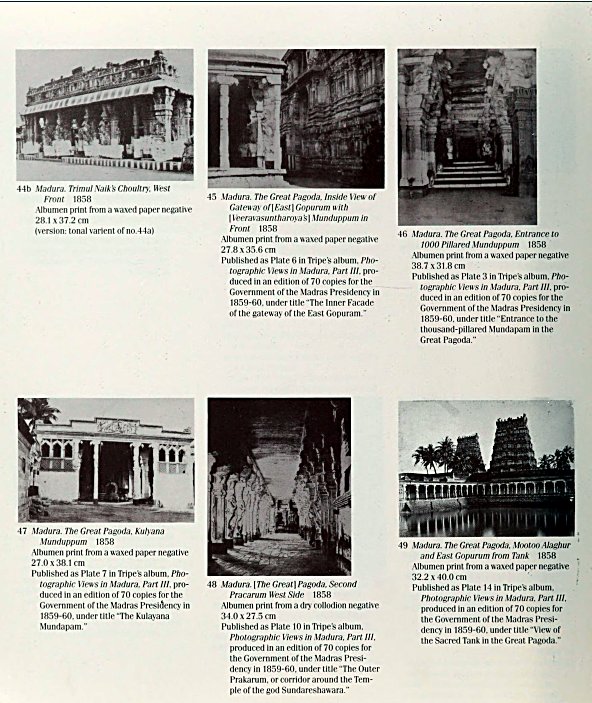 44b Madura. Trimul Naik's Choultry, West
Front 1858
Albumen print from a waxed paper negative
28.1 x 37.2 cm
(version: tonal varient of no.44a)
45 Madura. The Great Pagoda, Inside View of
Gateway of [East] Gopurum with
[Veeravasuntharoya's] Munduppum in
Front 1858
Albumen print from a waxed paper negative
27.8 x 35.6 cm
Published as Plate 6 in Tripe's album, Pho-
tographic Views in Madura, Part III, pro-
duced in an edition of 70 copies for the
Government of the Madras Presidency in
1859-60, under title "The Inner Facade
of the gateway of the East Gopuram."
46 Madura. The Great Pagoda, Entrance to
1000 Pillared Munduppum 1858
Albumen print from a waxed paper negative
38.7 x 31.8 cm
Published as Plate 3 in Tripe's album, Pho-
tographic Views in Madura, Part III, pro-
duced in an edition of 70 copies for the
Government of the Madras Presidency in
1859-60, under title "Entrance to the
thousand-pillared Mundapam in the
Great Pagoda."
47 Madura. The Great Pagoda, Kulyana
Munduppum 1858
Albumen print from a waxed paper negative
27.0 x 38.1 cm
Published as Plate 7 in Tripe's album, Pho-
tographic Views in Madura, Part III, pro-
duced in an edition of 70 copies for the
Government of the Madras Presidency in
1859-60, under title "The Kulayana
Mundapam."
48 Madura. [The Great] Pagoda, Second
Pracarum West Side 1858
Albumen print from a dry collodion negative
34.0 x 27.5 cm
Published as Plate 10 in Tripe's album,
Photographic Views in Madura, Part III,
produced in an edition of 70 copies for
the Government of the Madras Presi-
dency in 1859-60, under title "The Outer
Prakarum, or corridor around the Tem-
ple of the god Sundareshawara."
49 Madura. The Great Pagoda, Mootoo Alaghur
and East Gopurum from Tank 1858
Albumen print from a waxed paper negative
32.2 x 40.0 cm
Published as Plate 14 in Tripe's album,
Photographic Views in Madura, Part III,
produced in an edition of 70 copies for
the Government of the Madras Presi-
dency in 1859-60, under title "View of
the Sacred Tank in the Great Pagoda."